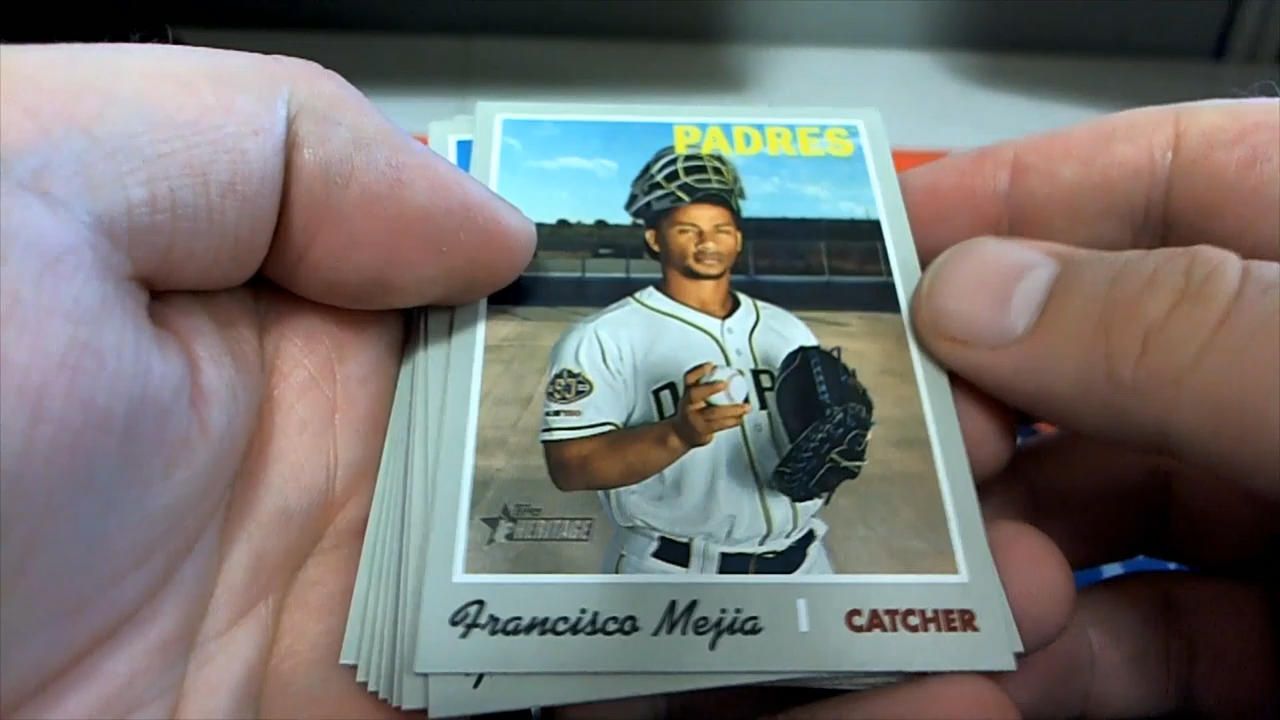 PADRES
D P
Topps
HERITAGE
Francisco Mejia
CATCHER